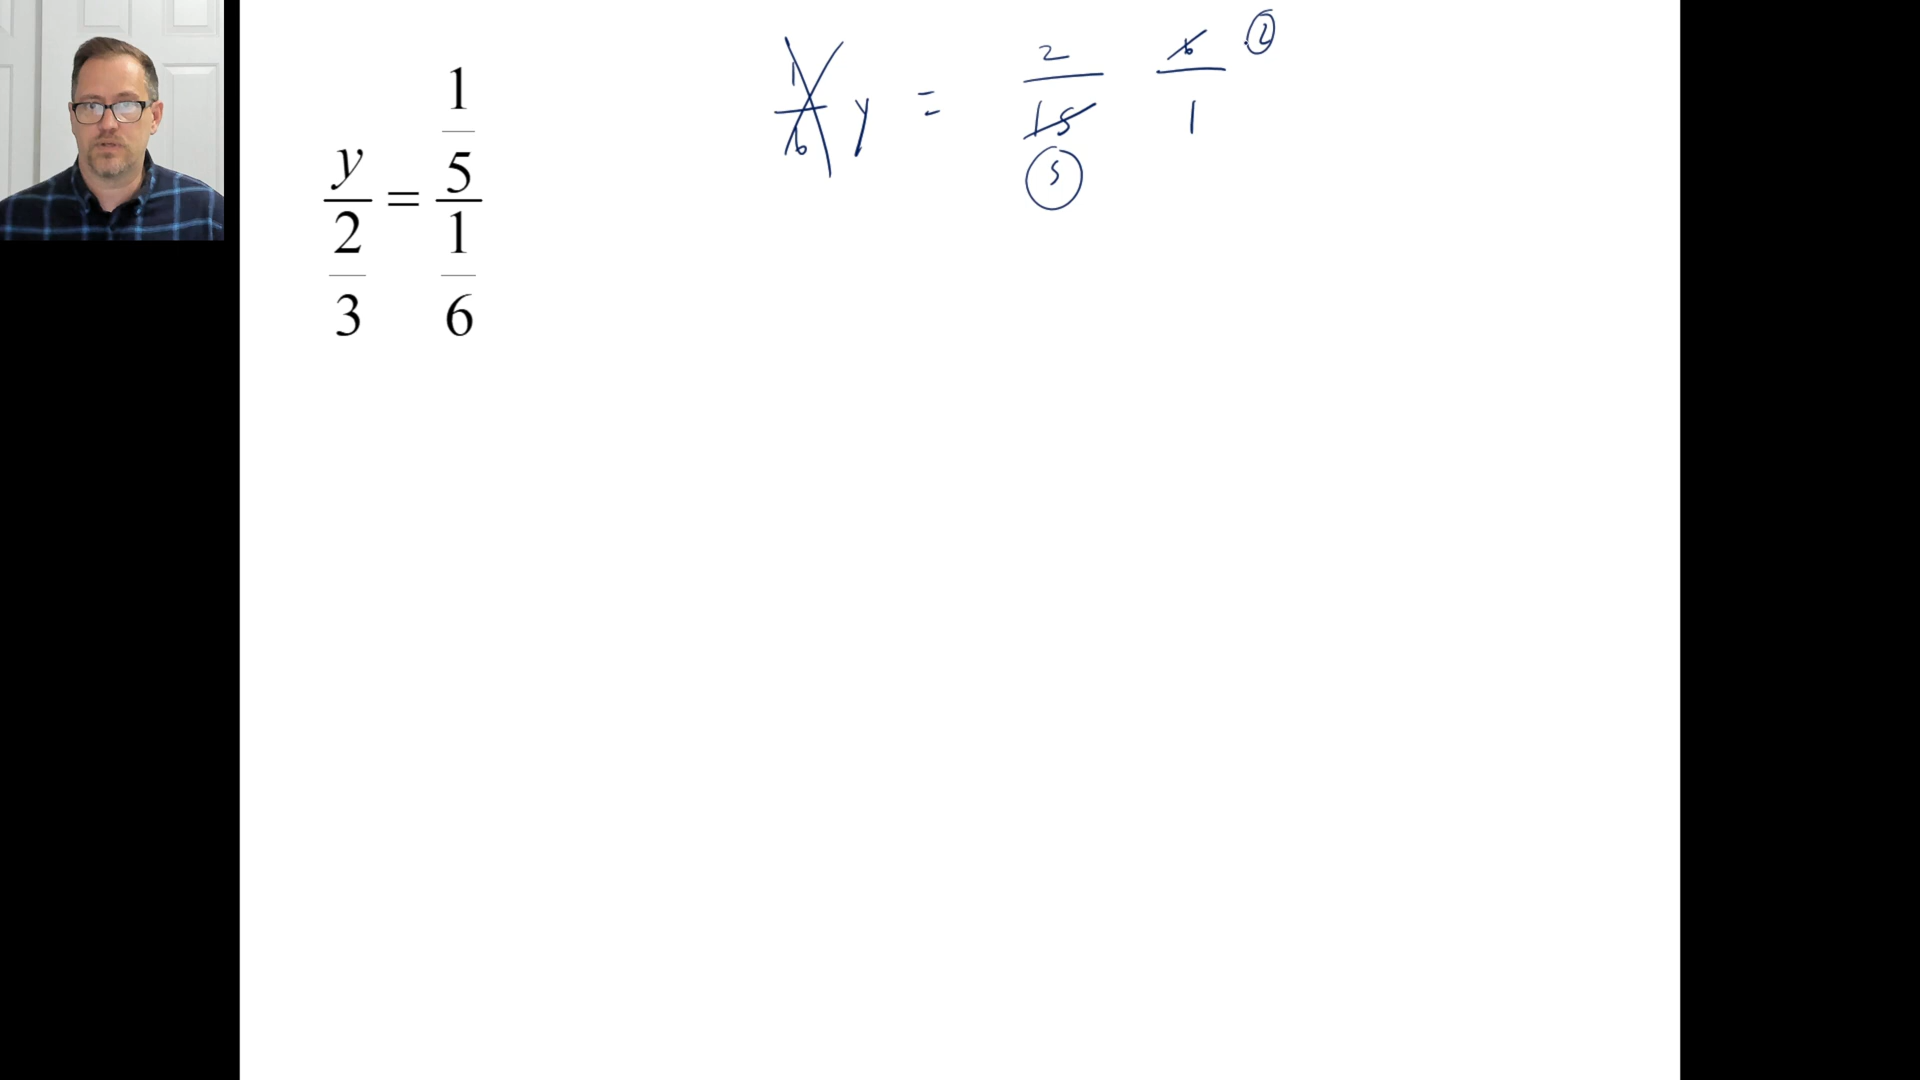 y/(2/3) = (1/5)/(1/6)
1/6 y = 2/15 6/1 2
5